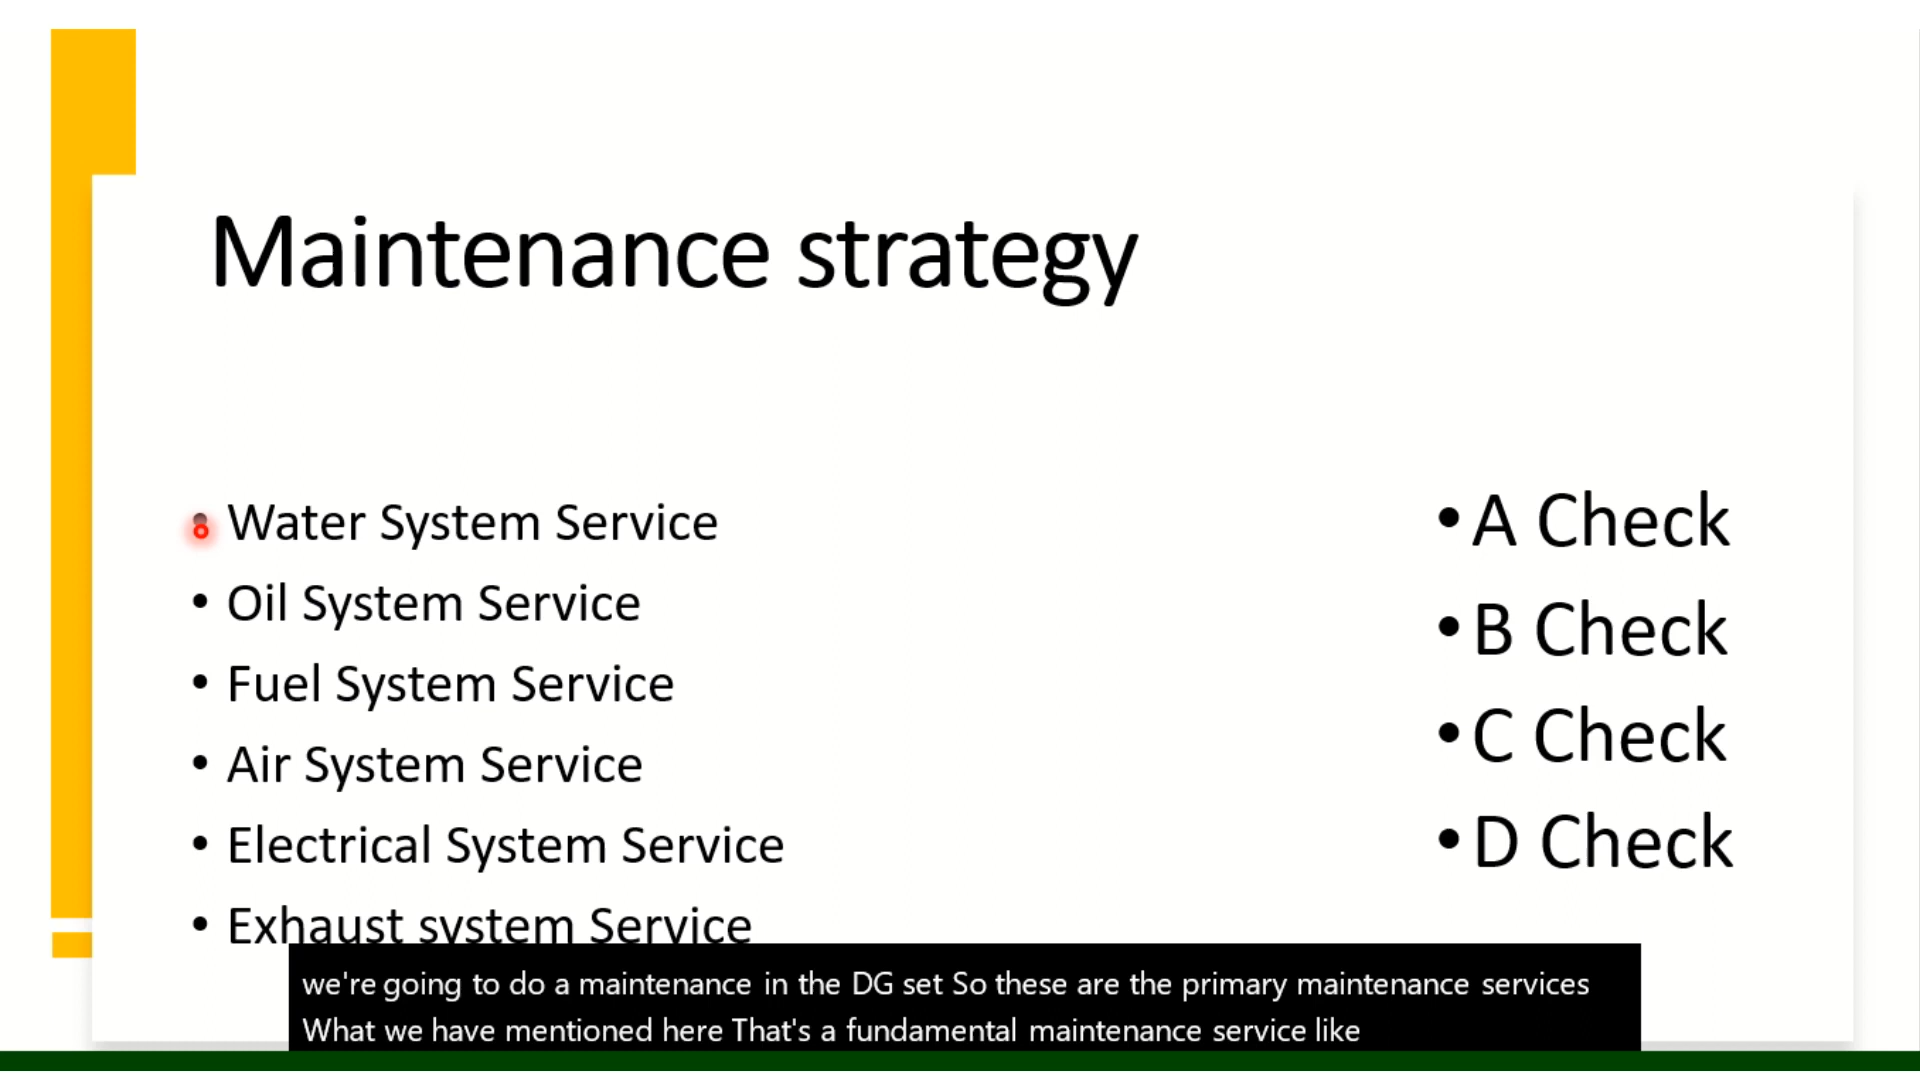 Maintenance strategy
• Water System Service
• Oil System Service
• Fuel System Service
• Air System Service
• Electrical System Service
• Exhaust system Service
• A Check
• B Check
• C Check
• D Check
we're going to do a maintenance in the DG set So these are the primary maintenance services
What we have mentioned here That's a fundamental maintenance service like